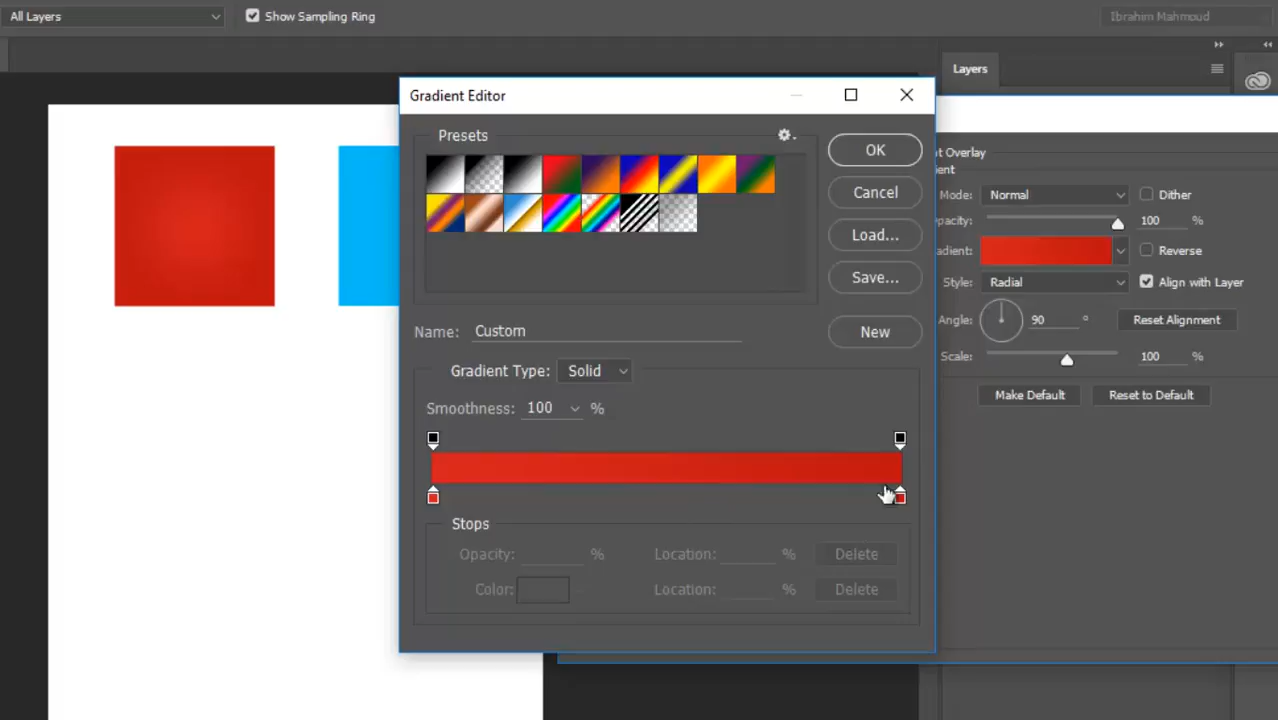 All Layers
Show Sampling Ring
Ibrahim Mahmoud
Layers
Gradient Editor
Presets
OK
Cancel
Load...
Save...
New
Name: Custom
Gradient Type: Solid
Smoothness: 100 %
Stops
Opacity: % Location: % Delete
Color: Location: % Delete
t Overlay
ent
Mode: Normal Dither
pacity: 100 %
adient: Reverse
Style: Radial Align with Layer
Angle: 90 ° Reset Alignment
Scale: 100 %
Make Default Reset to Default